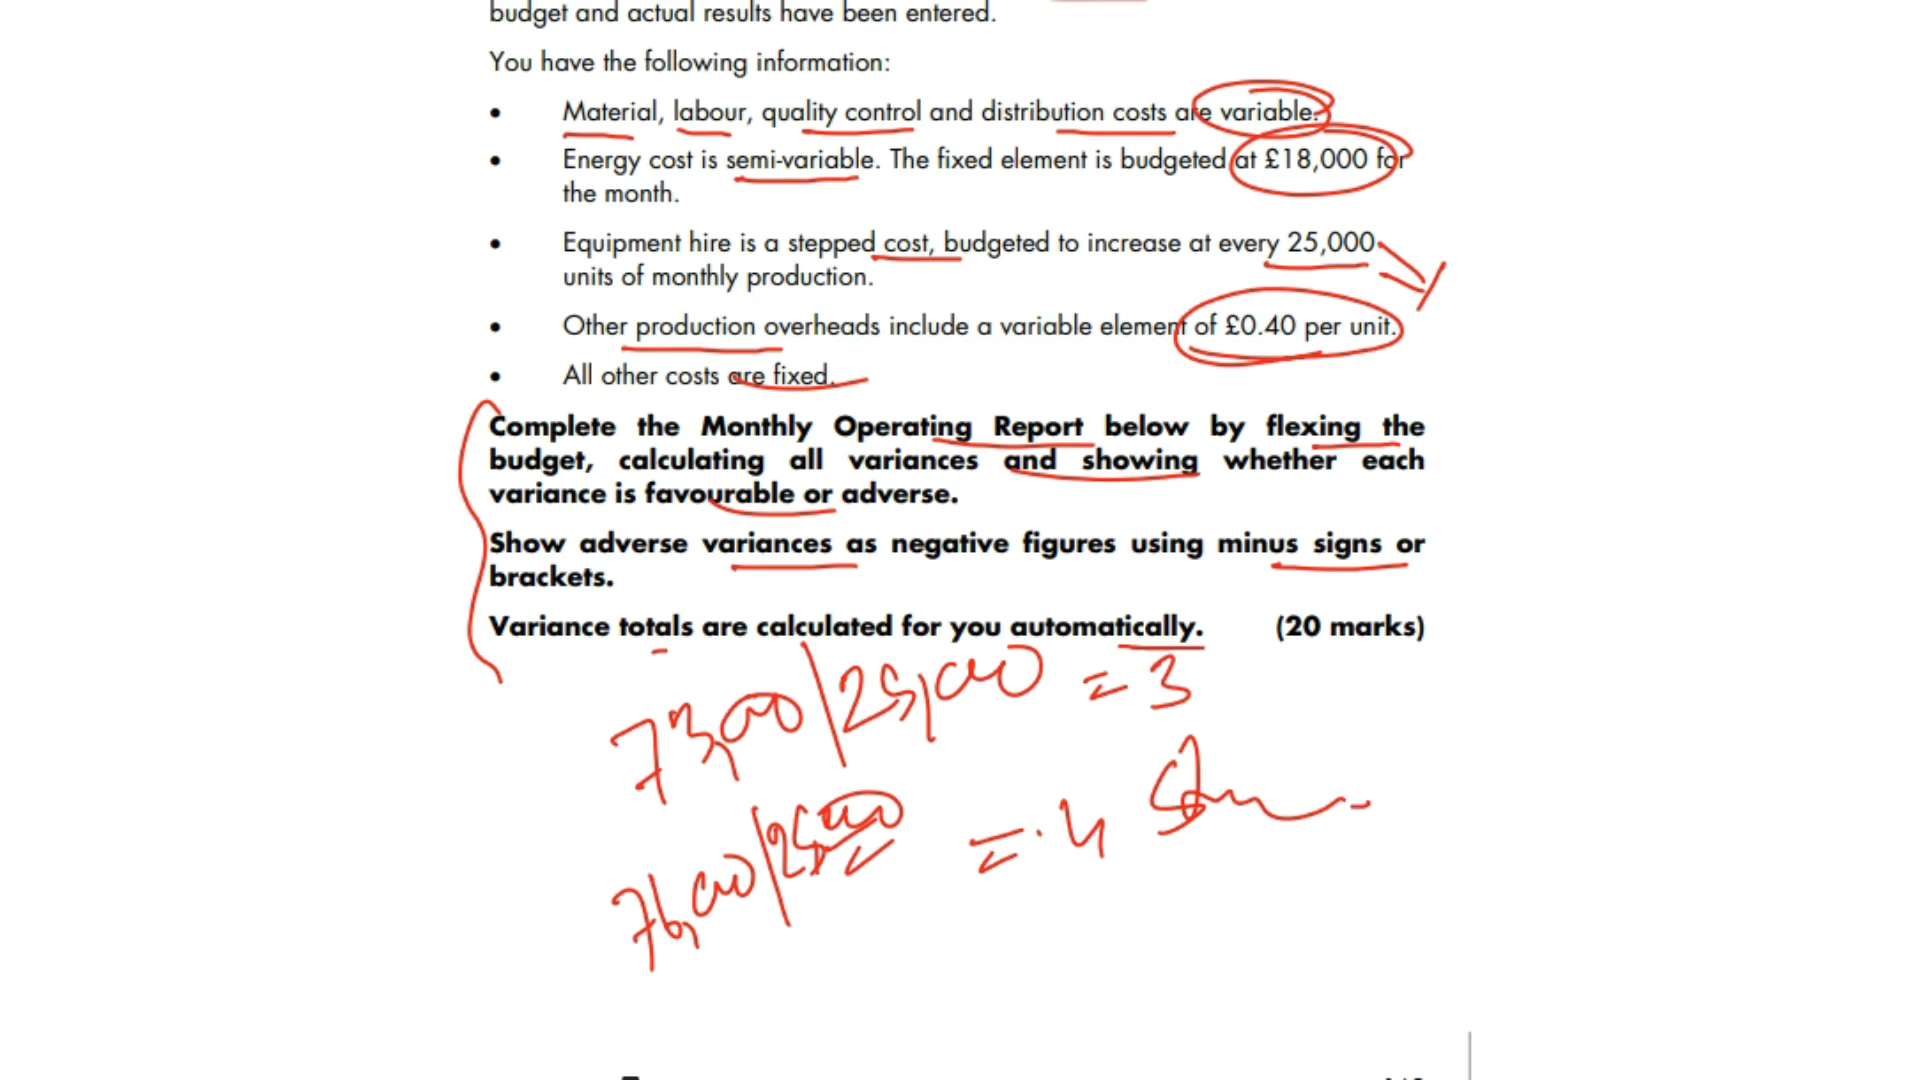 budget and actual results have been entered.
You have the following information:
• Material, labour, quality control and distribution costs are variable.
• Energy cost is semi-variable. The fixed element is budgeted at £18,000 for
the month.
• Equipment hire is a stepped cost, budgeted to increase at every 25,000
units of monthly production.
• Other production overheads include a variable element of £0.40 per unit.
• All other costs are fixed.
Complete the Monthly Operating Report below by flexing the
budget, calculating all variances and showing whether each
variance is favourable or adverse.
Show adverse variances as negative figures using minus signs or
brackets.
Variance totals are calculated for you automatically. (20 marks)
73,000/25,000 = 3
76,000/25,000 = 4